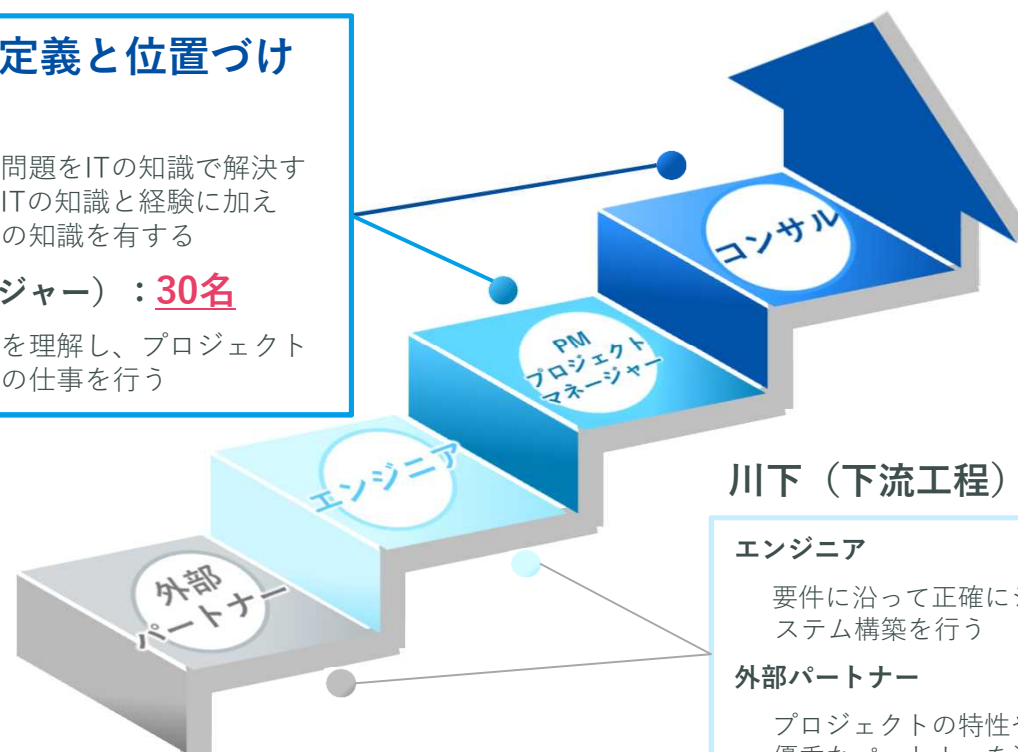 定義と位置づけ
問題をITの知識で解決す
ITの知識と経験に加え
の知識を有する
ジャー）：30名
を理解し、プロジェクト
の仕事を行う
コンサル
PM
プロジェクト
マネージャー
エンジニア
外部
パートナー
川下（下流工程）
エンジニア
要件に沿って正確にシ
ステム構築を行う
外部パートナー
プロジェクトの特性や